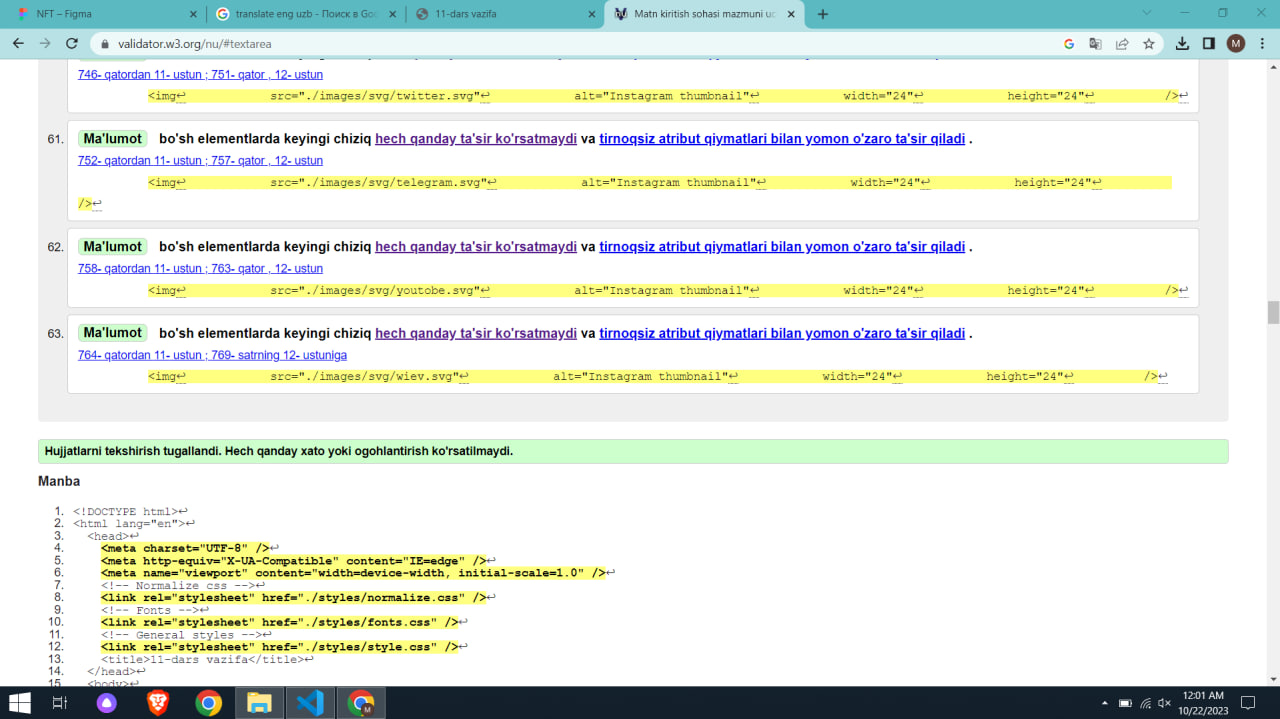 NFT – Figma
translate eng uzb - Поиск в Goo
11-dars vazifa
Matn kiritish sohasi mazmuni uc
validator.w3.org/nu/#textarea
M
746- qatordan 11- ustun ; 751- qator , 12- ustun
<img↩ src="./images/svg/twitter.svg"↩ alt="Instagram thumbnail"↩ width="24"↩ height="24"↩ />↩
61. Ma'lumot bo'sh elementlarda keyingi chiziq hech qanday ta'sir ko'rsatmaydi va tirnoqsiz atribut qiymatlari bilan yomon o'zaro ta'sir qiladi .
752- qatordan 11- ustun ; 757- qator , 12- ustun
<img↩ src="./images/svg/telegram.svg"↩ alt="Instagram thumbnail"↩ width="24"↩ height="24"↩
/>↩
62. Ma'lumot bo'sh elementlarda keyingi chiziq hech qanday ta'sir ko'rsatmaydi va tirnoqsiz atribut qiymatlari bilan yomon o'zaro ta'sir qiladi .
758- qatordan 11- ustun ; 763- qator , 12- ustun
<img↩ src="./images/svg/youtobe.svg"↩ alt="Instagram thumbnail"↩ width="24"↩ height="24"↩ />↩
63. Ma'lumot bo'sh elementlarda keyingi chiziq hech qanday ta'sir ko'rsatmaydi va tirnoqsiz atribut qiymatlari bilan yomon o'zaro ta'sir qiladi .
764- qatordan 11- ustun ; 769- satrning 12- ustuniga
<img↩ src="./images/svg/wiev.svg"↩ alt="Instagram thumbnail"↩ width="24"↩ height="24"↩ />↩
Hujjatlarni tekshirish tugallandi. Hech qanday xato yoki ogohlantirish ko'rsatilmaydi.
Manba
1. <!DOCTYPE html>↩
2. <html lang="en">↩
3. <head>↩
4. <meta charset="UTF-8" />↩
5. <meta http-equiv="X-UA-Compatible" content="IE=edge" />↩
6. <meta name="viewport" content="width=device-width, initial-scale=1.0" />↩
7. <!-- Normalize css -->↩
8. <link rel="stylesheet" href="./styles/normalize.css" />↩
9. <!-- Fonts -->↩
10. <link rel="stylesheet" href="./styles/fonts.css" />↩
11. <!-- General styles -->↩
12. <link rel="stylesheet" href="./styles/style.css" />↩
13. <title>11-dars vazifa</title>↩
14. </head>↩
15. <body>↩
M
12:01 AM
10/22/2023